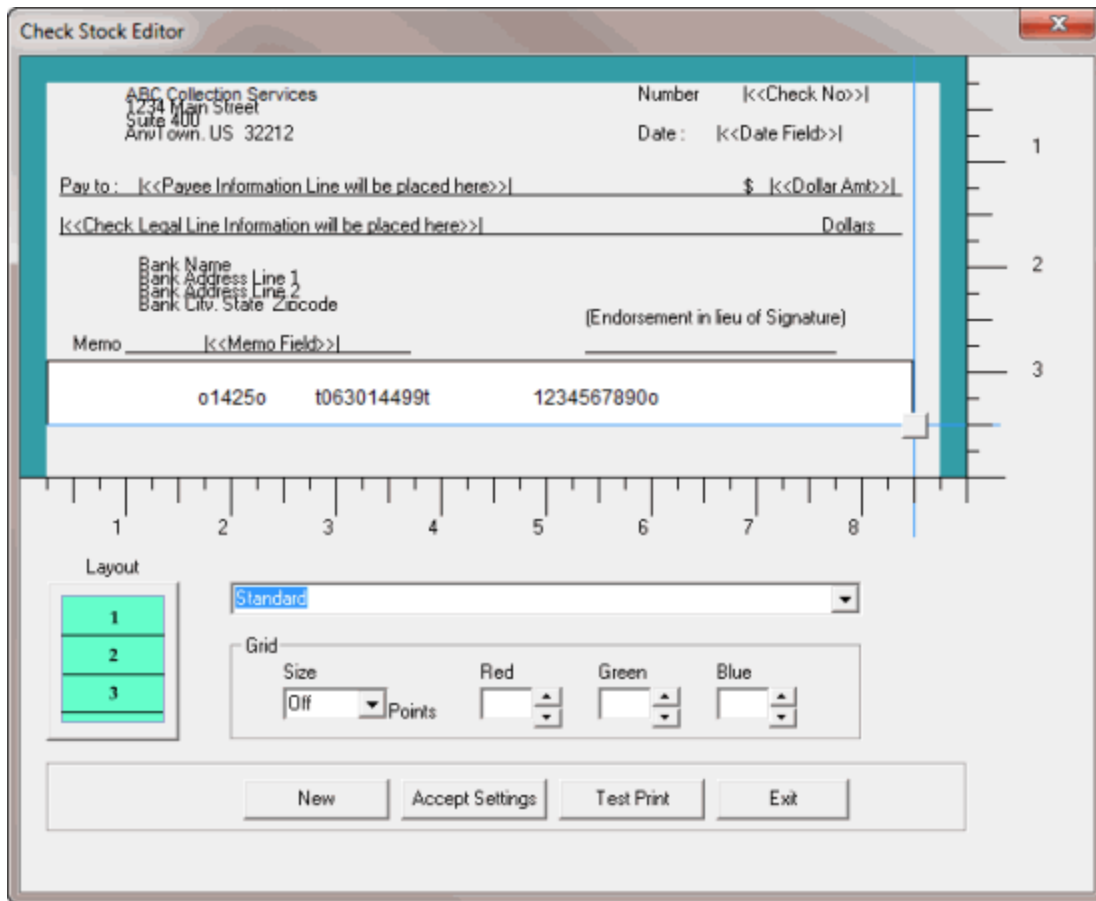 Check Stock Editor
ABC Collection Services
1234 Main Street
Suite 400
AnyTown, US 32212
Number |<<Check No>>|
Date : |<<Date Field>>|
Pay to : |<<Payee Information Line will be placed here>>| $ |<<Dollar Amt>>|
|<<Check Legal Line Information will be placed here>>| Dollars
Bank Name
Bank Address Line 1
Bank Address Line 2
Bank City, State Zipcode
(Endorsement in lieu of Signature)
Memo |<<Memo Field>>|
o1425o t063014499t 1234567890o
1
2
3
1 2 3 4 5 6 7 8
Layout
1
2
3
Standard
Grid
Size Red Green Blue
Off Points
New Accept Settings Test Print Exit